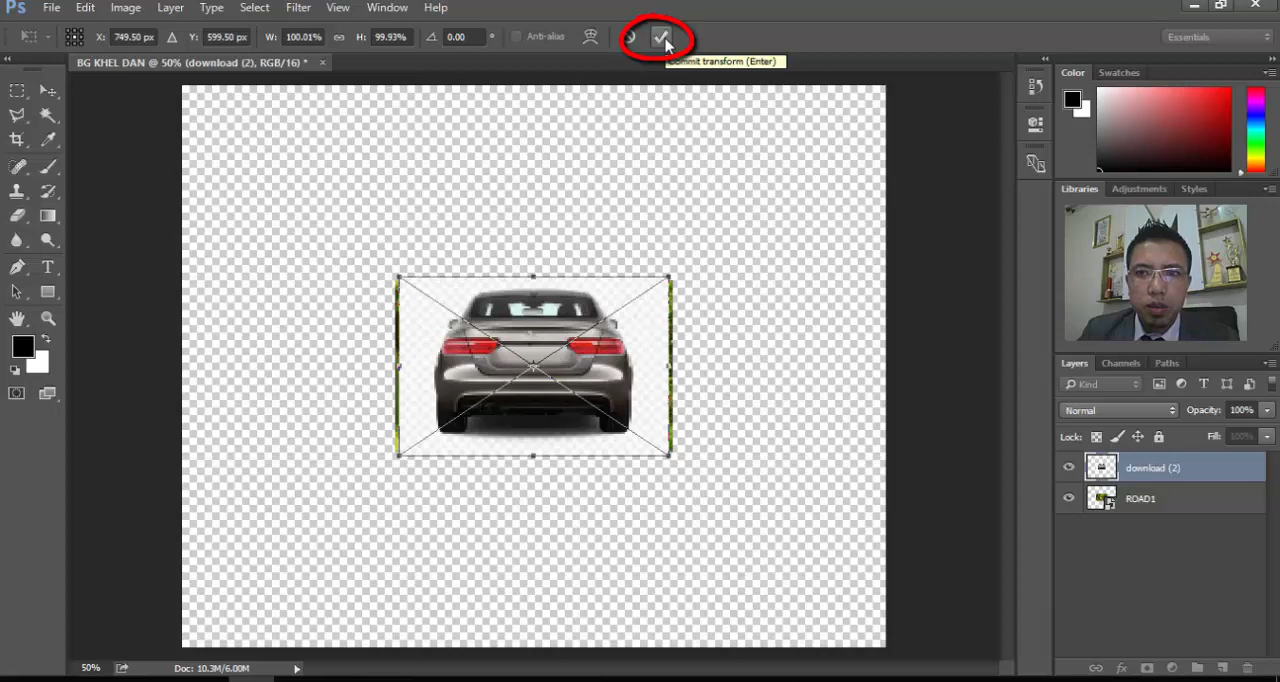 Ps File Edit Image Layer Type Select Filter View Window Help
X: 749.50 px Y: 599.50 px W: 100.01% H: 99.93% 0.00 ° Anti-alias Essentials
BG KHEL DAN @ 50% (download (2), RGB/16) * ×
Commit transform (Enter)
Color Swatches
Libraries Adjustments Styles
T
Layers Channels Paths
Kind T
Normal Opacity: 100%
Lock: Fill: 100%
download (2)
ROAD1
50% Doc: 10.3M/6.00M
fx